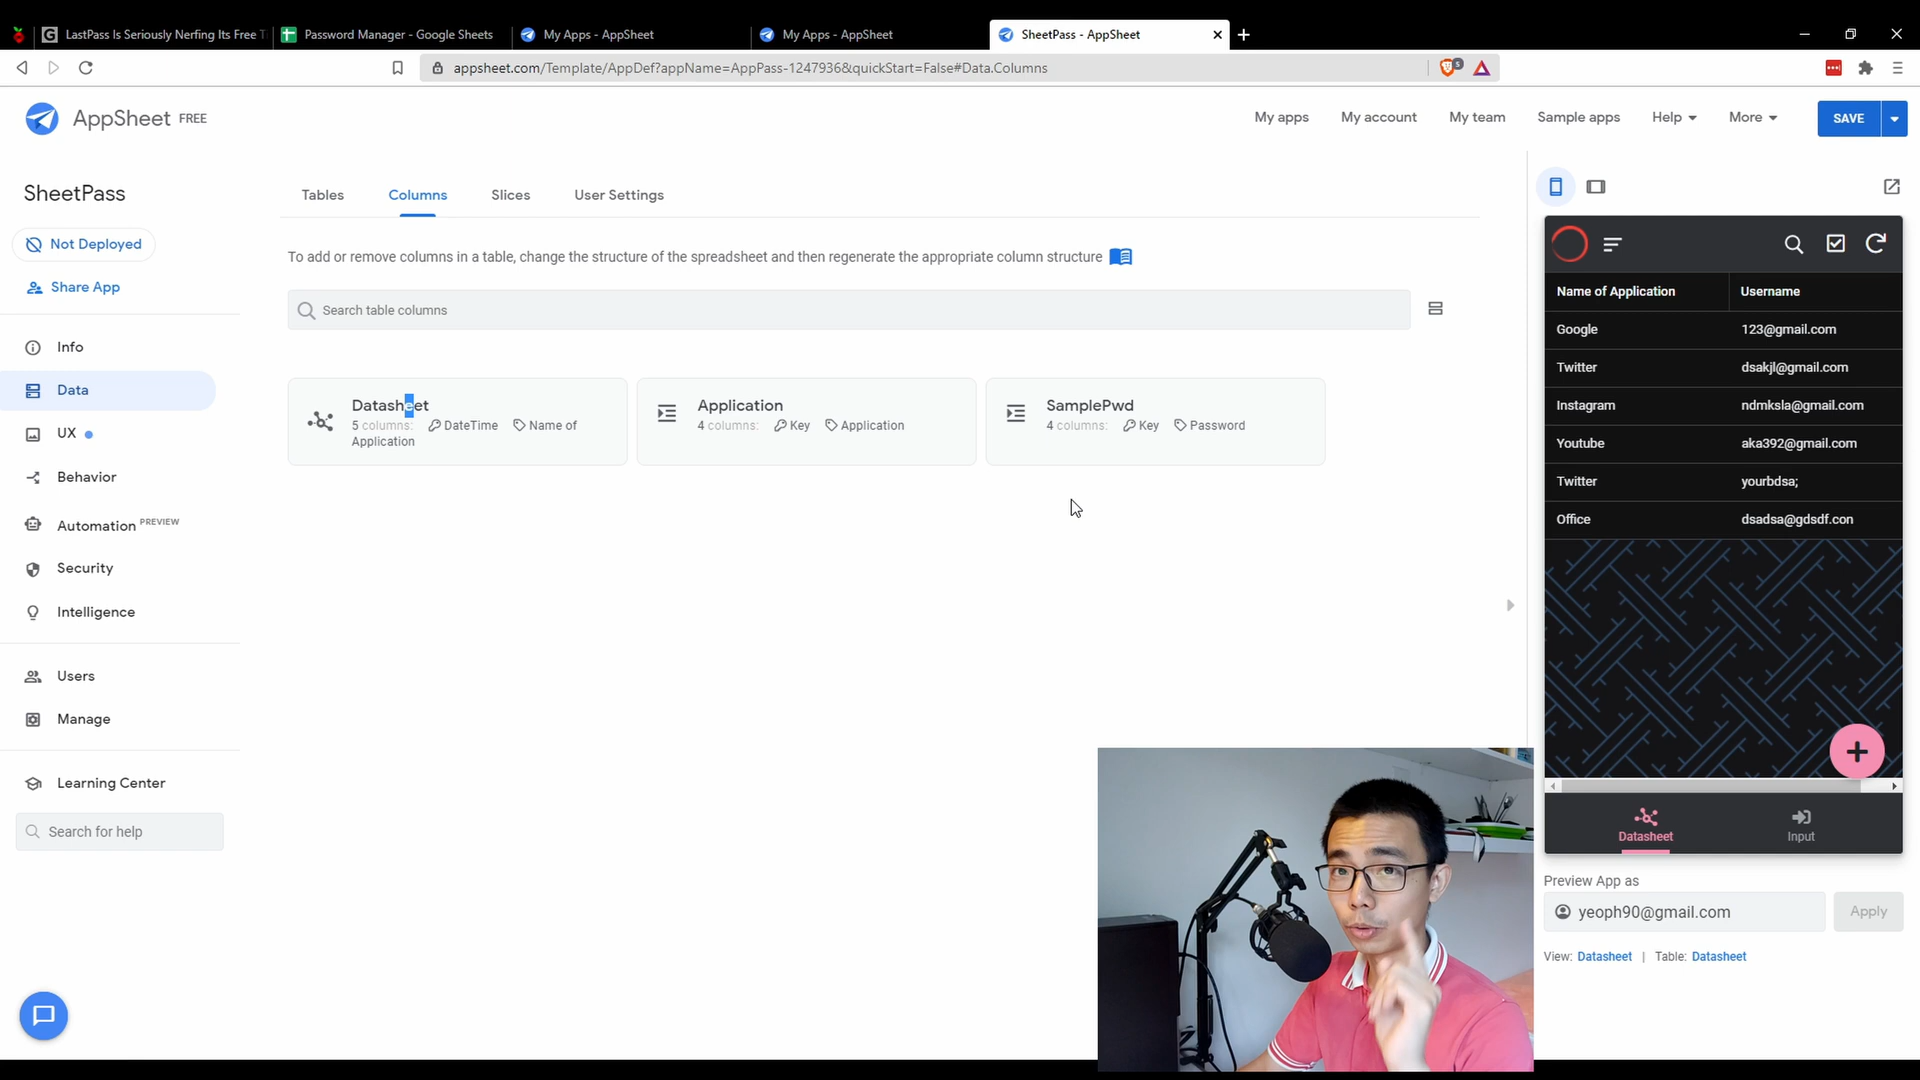 LastPass Is Seriously Nerfing Its Free T
Password Manager - Google Sheets
My Apps - AppSheet
My Apps - AppSheet
SheetPass - AppSheet
appsheet.com/Template/AppDef?appName=AppPass-1247936&quickStart=False#Data.Columns
AppSheet FREE
My apps
My account
My team
Sample apps
Help
More
SAVE
SheetPass
Not Deployed
Share App
Info
Data
UX
Behavior
Automation PREVIEW
Security
Intelligence
Users
Manage
Learning Center
Search for help
Tables
Columns
Slices
User Settings
To add or remove columns in a table, change the structure of the spreadsheet and then regenerate the appropriate column structure
Search table columns
Datasheet
5 columns: DateTime Name of
Application
Application
4 columns: Key Application
SamplePwd
4 columns: Key Password
Name of Application Username
Google 123@gmail.com
Twitter dsakjl@gmail.com
Instagram ndmksla@gmail.com
Youtube aka392@gmail.com
Twitter yourbdsa;
Office dsadsa@gdsdf.con
Datasheet
Input
Preview App as
yeoph90@gmail.com
Apply
View: Datasheet | Table: Datasheet